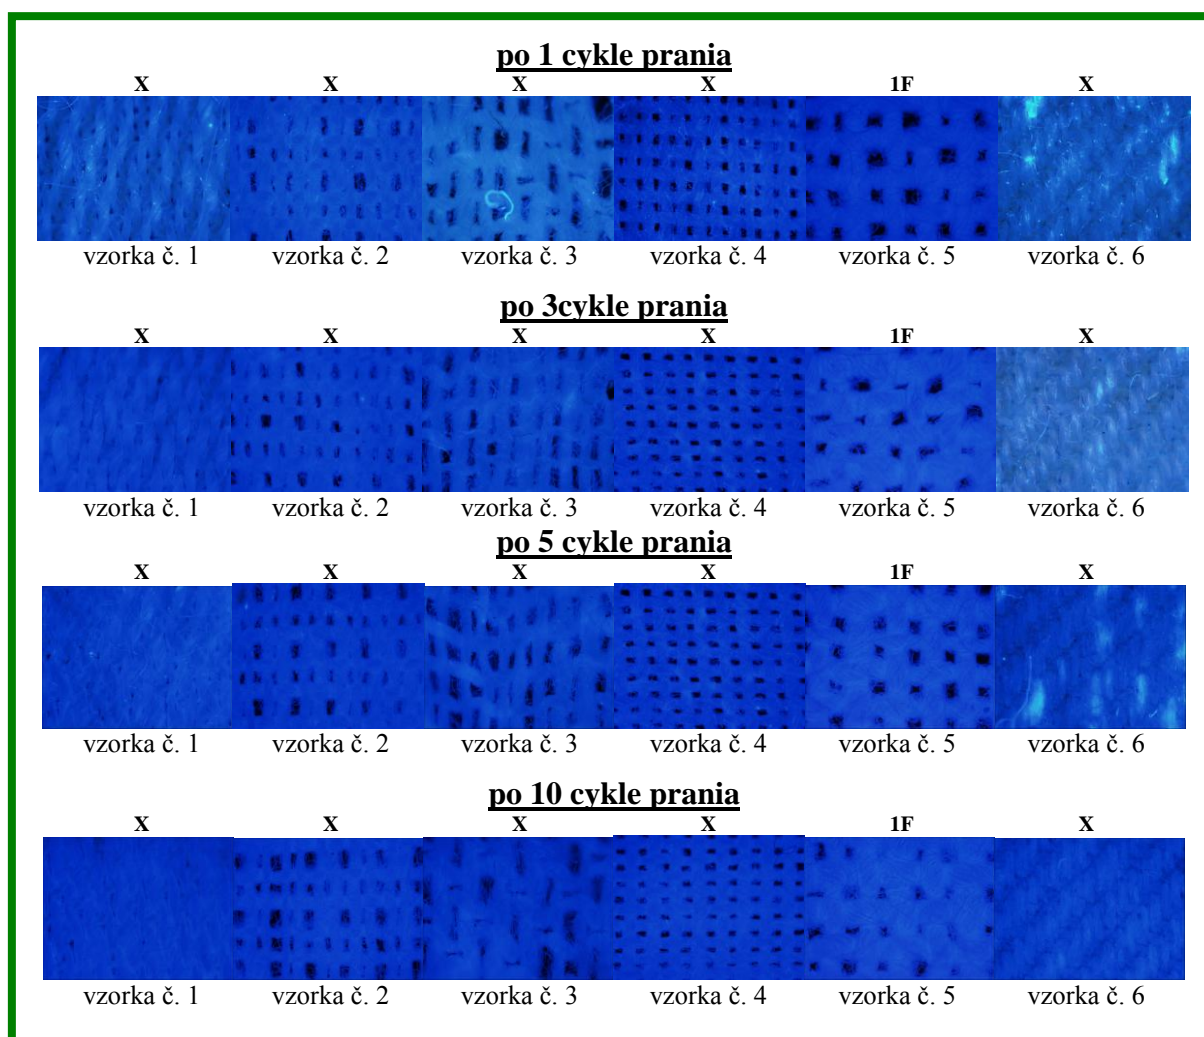 po 1 cykle prania
X X X X 1F X
vzorka č. 1 vzorka č. 2 vzorka č. 3 vzorka č. 4 vzorka č. 5 vzorka č. 6
po 3cykle prania
X X X X 1F X
vzorka č. 1 vzorka č. 2 vzorka č. 3 vzorka č. 4 vzorka č. 5 vzorka č. 6
po 5 cykle prania
X X X X 1F X
vzorka č. 1 vzorka č. 2 vzorka č. 3 vzorka č. 4 vzorka č. 5 vzorka č. 6
po 10 cykle prania
X X X X 1F X
vzorka č. 1 vzorka č. 2 vzorka č. 3 vzorka č. 4 vzorka č. 5 vzorka č. 6